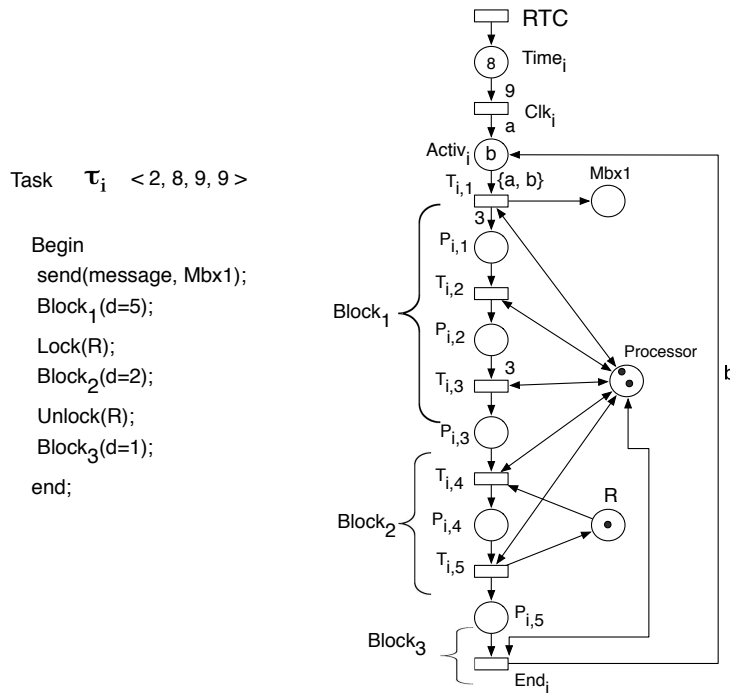 RTC
8
Time_i
9
Clk_i
a
Activ_i
b
{a, b}
Mbx1
Task τ_i < 2, 8, 9, 9 >
T_i,1
3
Begin
send(message, Mbx1);
Block_1(d=5);
Lock(R);
Block_2(d=2);
Unlock(R);
Block_3(d=1);
end;
P_i,1
T_i,2
Block_1
P_i,2
Processor
3
T_i,3
b
P_i,3
T_i,4
R
Block_2
P_i,4
T_i,5
P_i,5
Block_3
End_i